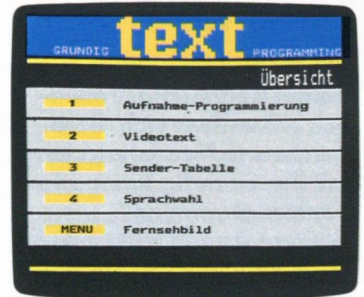 GRUNDIG text PROGRAMMING
Übersicht
1 Aufnahme-Programmierung
2 Videotext
3 Sender-Tabelle
4 Sprachwahl
MENU Fernsehbild